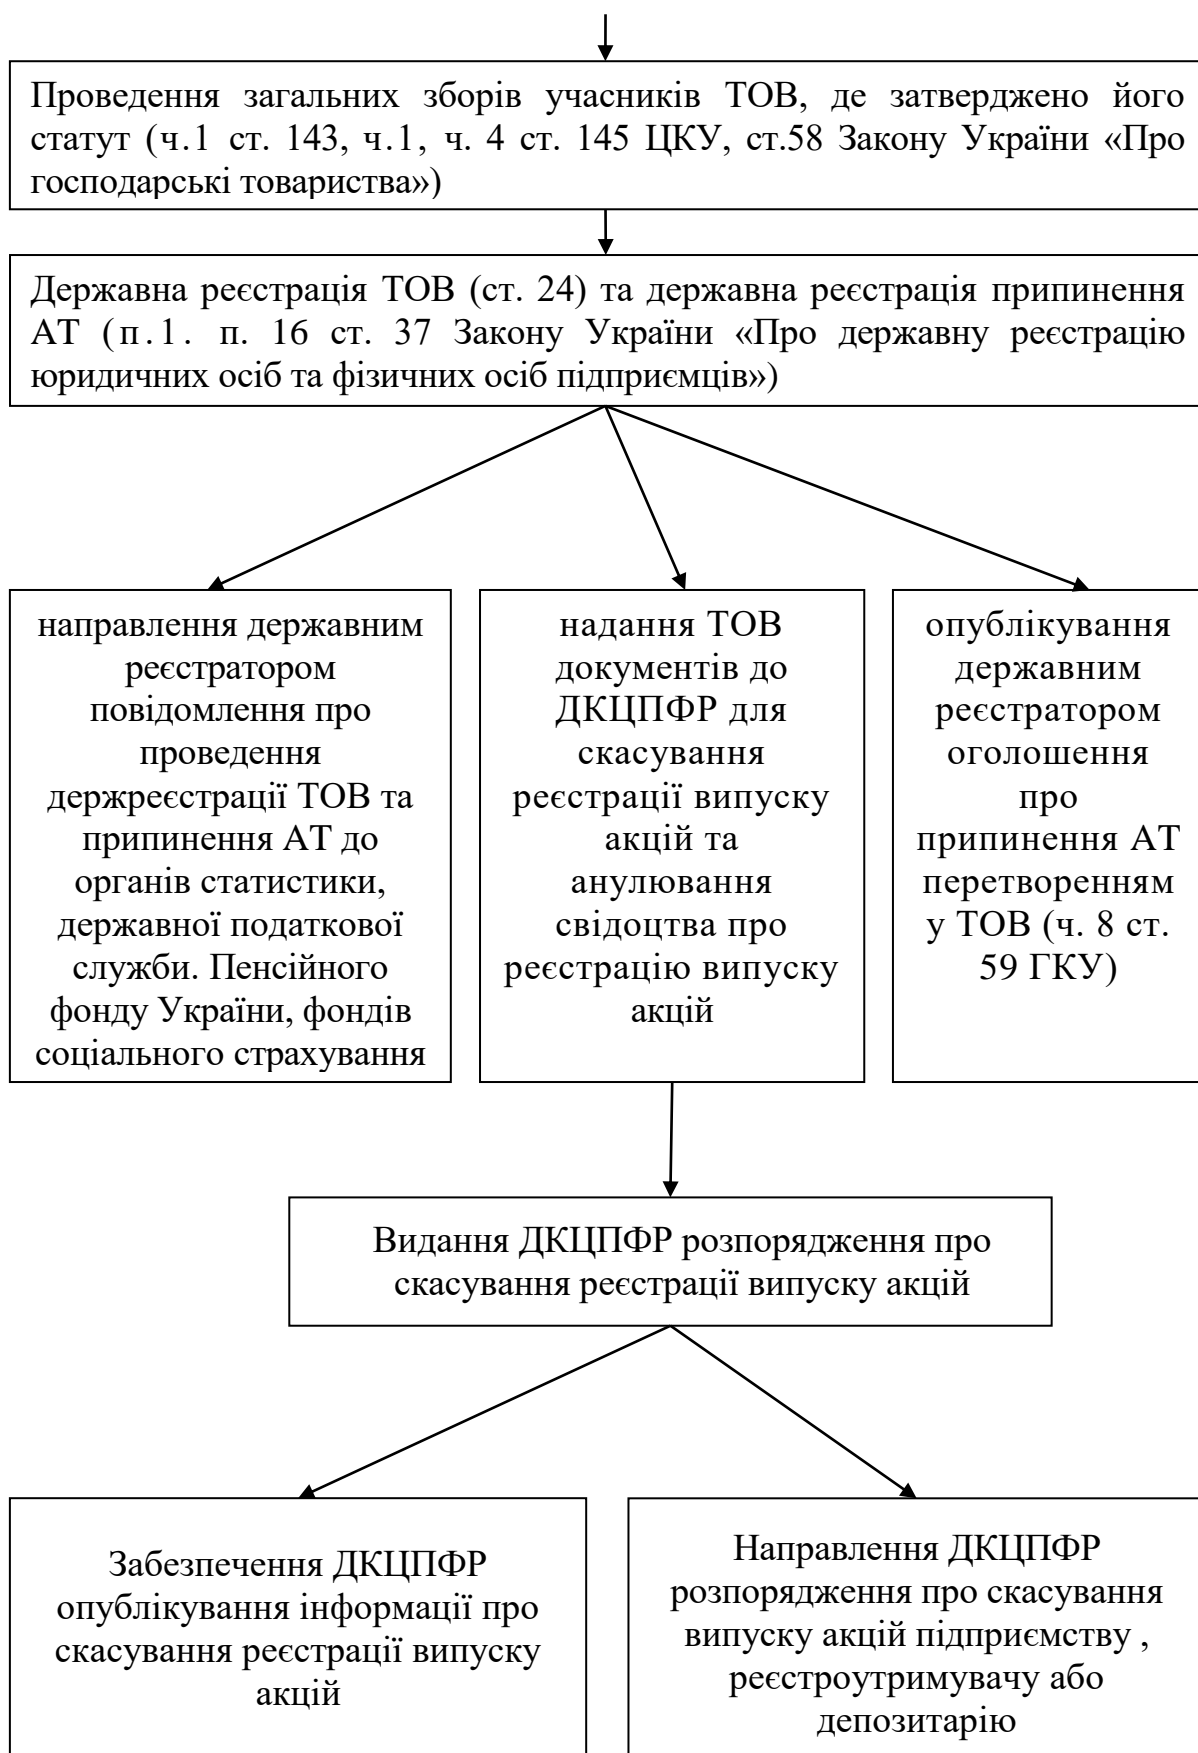 Проведення загальних зборів учасників ТОВ, де затверджено його
статут (ч.1 ст. 143, ч.1, ч. 4 ст. 145 ЦКУ, ст.58 Закону України «Про
господарські товариства»)
Державна реєстрація ТОВ (ст. 24) та державна реєстрація припинення
АТ (п.1. п. 16 ст. 37 Закону України «Про державну реєстрацію
юридичних осіб та фізичних осіб підприємців»)
направлення державним
реєстратором
повідомлення про
проведення
держреєстрації ТОВ та
припинення АТ до
органів статистики,
державної податкової
служби. Пенсійного
фонду України, фондів
соціального страхування
надання ТОВ
документів до
ДКЦПФР для
скасування
реєстрації випуску
акцій та
анулювання
свідоцтва про
реєстрацію випуску
акцій
опублікування
державним
реєстратором
оголошення
про
припинення АТ
перетворенням
у ТОВ (ч. 8 ст.
59 ГКУ)
Видання ДКЦПФР розпорядження про
скасування реєстрації випуску акцій
Забезпечення ДКЦПФР
опублікування інформації про
скасування реєстрації випуску
акцій
Направлення ДКЦПФР
розпорядження про скасування
випуску акцій підприємству ,
реєстроутримувачу або
депозитарію